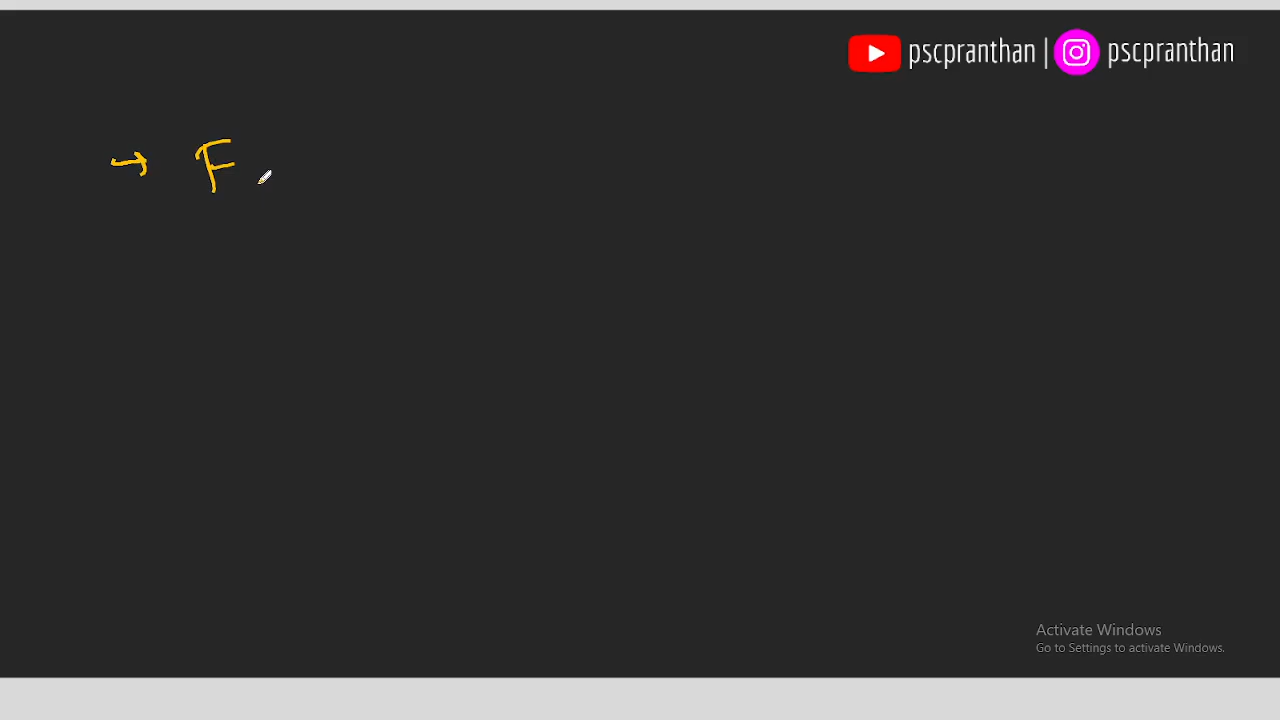 pscpranthan | pscpranthan
→ F
Activate Windows
Go to Settings to activate Windows.